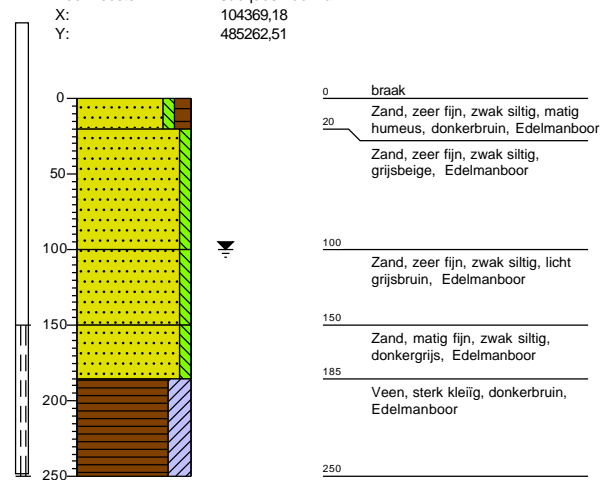 X: 104369,18
Y: 485262,51
0
50
100
150
200
250
0 braak
Zand, zeer fijn, zwak siltig, matig
humeus, donkerbruin, Edelmanboor
20
Zand, zeer fijn, zwak siltig,
grijsbeige, Edelmanboor
100
Zand, zeer fijn, zwak siltig, licht
grijsbruin, Edelmanboor
150
Zand, matig fijn, zwak siltig,
donkergrijs, Edelmanboor
185
Veen, sterk kleiïg, donkerbruin,
Edelmanboor
250